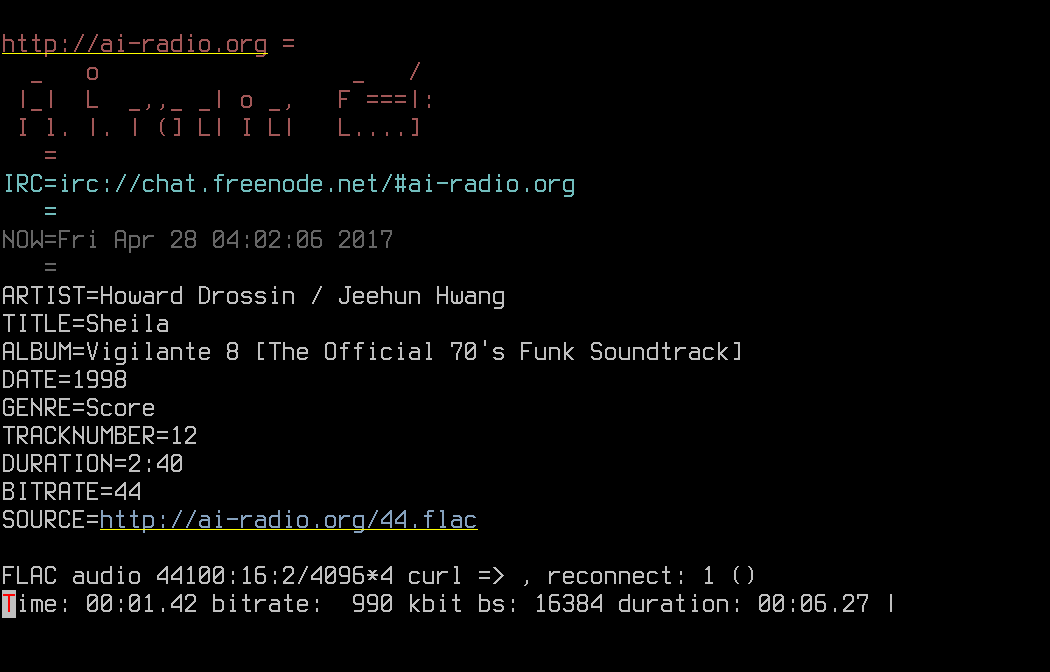 http://ai-radio.org =
  _   o                  _   /
 |_| L  _,,_ _| o _,   F ===|:
 I l. |. | (] L| I L|   L....]
   =
IRC=irc://chat.freenode.net/#ai-radio.org
   =
NOW=Fri Apr 28 04:02:06 2017
   =
ARTIST=Howard Drossin / Jeehun Hwang
TITLE=Sheila
ALBUM=Vigilante 8 [The Official 70's Funk Soundtrack]
DATE=1998
GENRE=Score
TRACKNUMBER=12
DURATION=2:40
BITRATE=44
SOURCE=http://ai-radio.org/44.flac
FLAC audio 44100:16:2/4096*4 curl => , reconnect: 1 ()
Time: 00:01.42 bitrate:  990 kbit bs: 16384 duration: 00:06.27 |